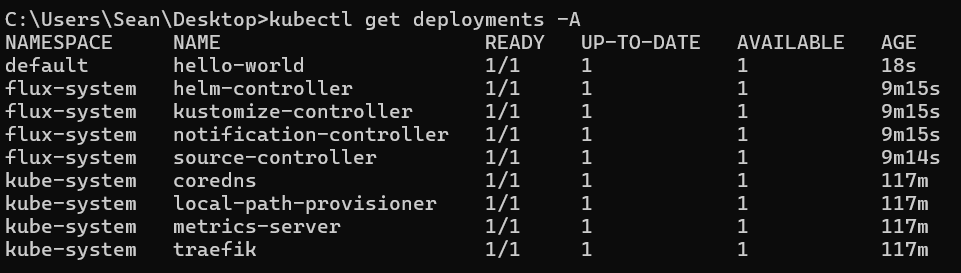 C:\Users\Sean\Desktop>kubectl get deployments -A
NAMESPACE     NAME                      READY   UP-TO-DATE   AVAILABLE   AGE
default       hello-world               1/1     1            1           18s
flux-system   helm-controller           1/1     1            1           9m15s
flux-system   kustomize-controller      1/1     1            1           9m15s
flux-system   notification-controller   1/1     1            1           9m15s
flux-system   source-controller         1/1     1            1           9m14s
kube-system   coredns                   1/1     1            1           117m
kube-system   local-path-provisioner    1/1     1            1           117m
kube-system   metrics-server            1/1     1            1           117m
kube-system   traefik                   1/1     1            1           117m